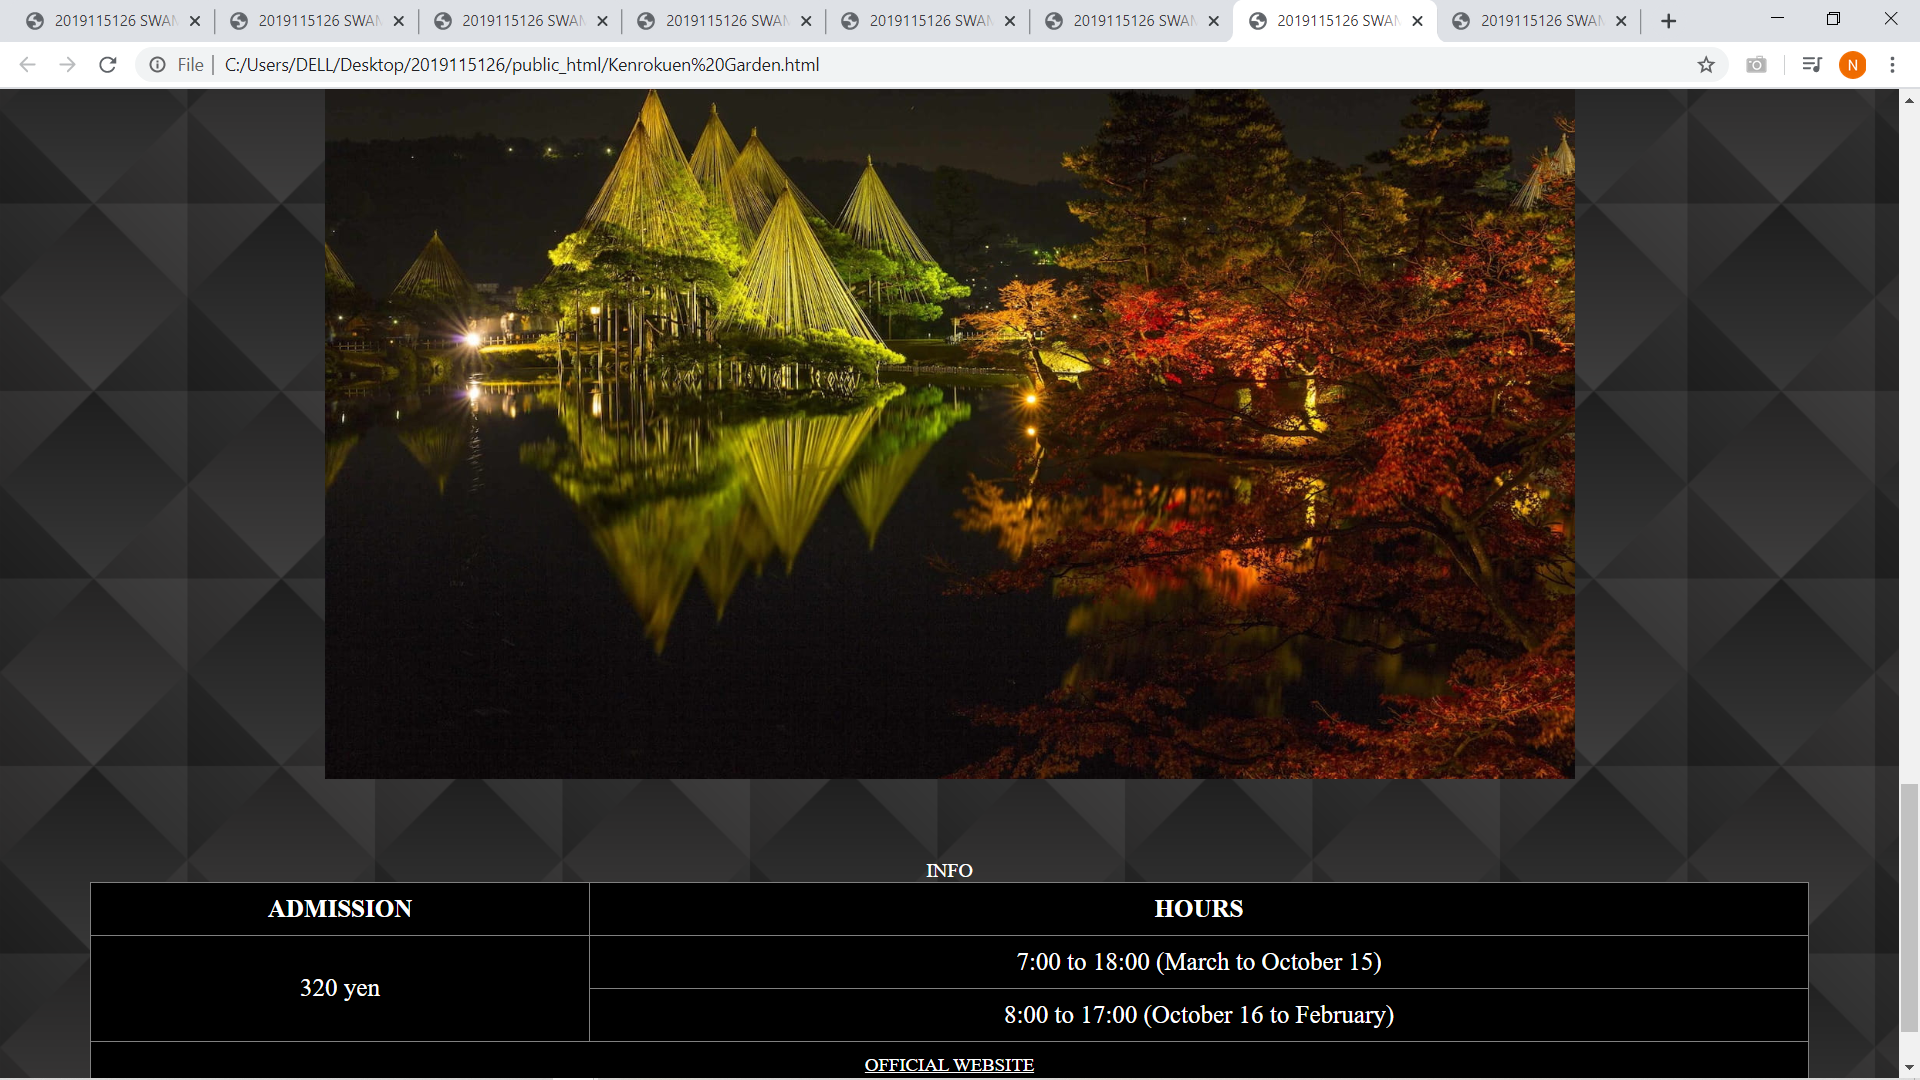 2019115126 SWAN
2019115126 SWAN
2019115126 SWAN
2019115126 SWAN
2019115126 SWAN
2019115126 SWAN
2019115126 SWAN
2019115126 SWAN
File
C:/Users/DELL/Desktop/2019115126/public_html/Kenrokuen%20Garden.html
N
INFO
ADMISSION HOURS
320 yen
7:00 to 18:00 (March to October 15)
8:00 to 17:00 (October 16 to February)
OFFICIAL WEBSITE